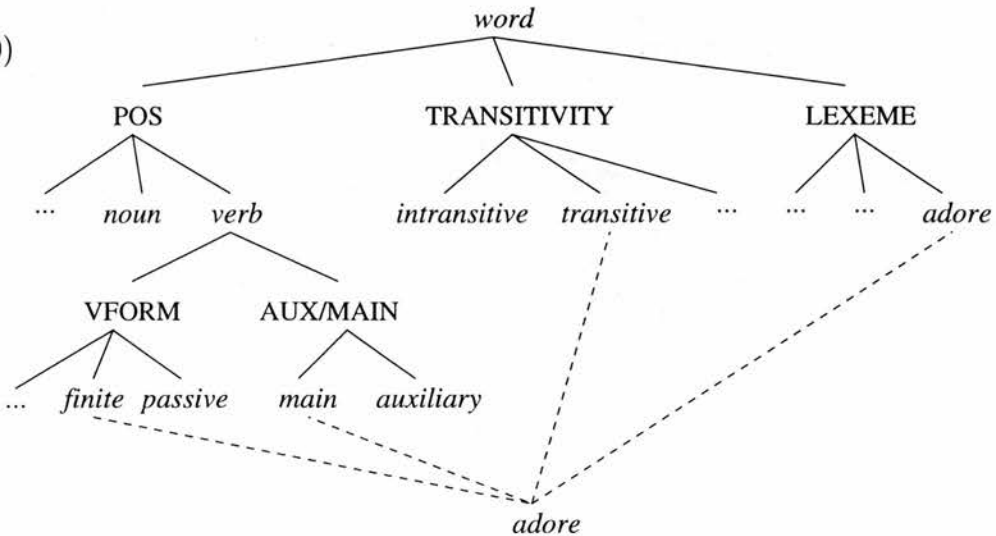 word
)
POS TRANSITIVITY LEXEME
... noun verb intransitive transitive ... ... ... adore
VFORM AUX/MAIN
... finite passive main auxiliary
adore